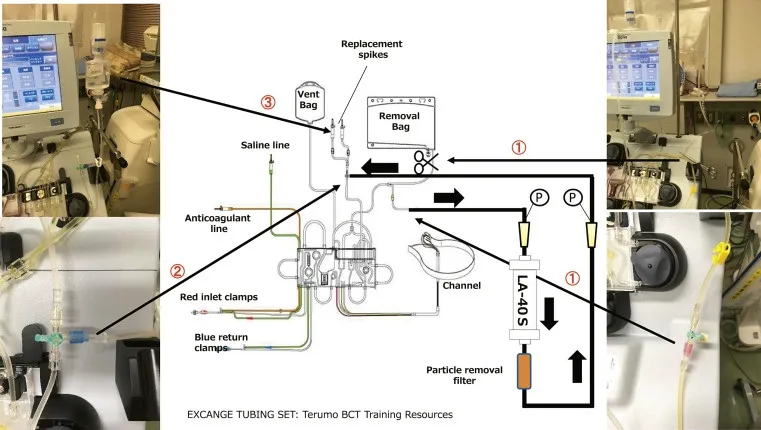 Replacement
spikes
③
Vent
Bag
Removal
Bag
①
Saline line
P
P
Anticoagulant
line
②
①
Channel
LA-40S
Red inlet clamps
Blue return
clamps
Particle removal
filter
EXCANGE TUBING SET: Terumo BCT Training Resources